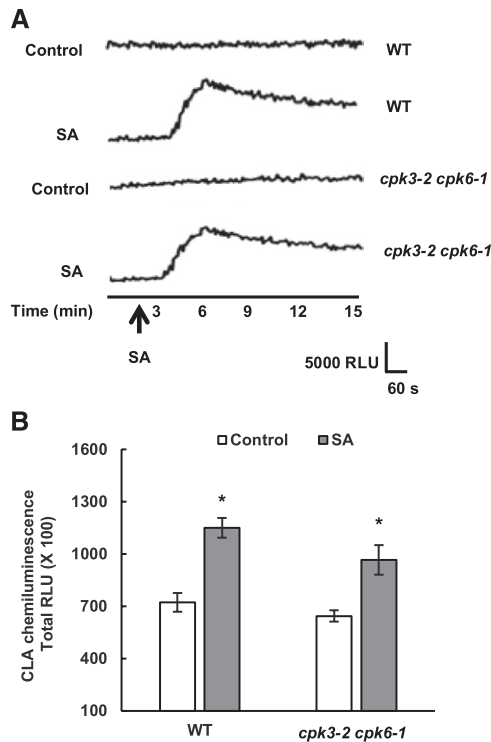 A
Control WT
WT
SA
Control cpk3-2 cpk6-1
cpk3-2 cpk6-1
SA
Time (min) 3 6 9 12 15
SA
5000 RLU
60 s
B
Control SA
CLA chemiluminescence
Total RLU (X 100)
1600
1300
1000
700
400
100
*
*
WT cpk3-2 cpk6-1